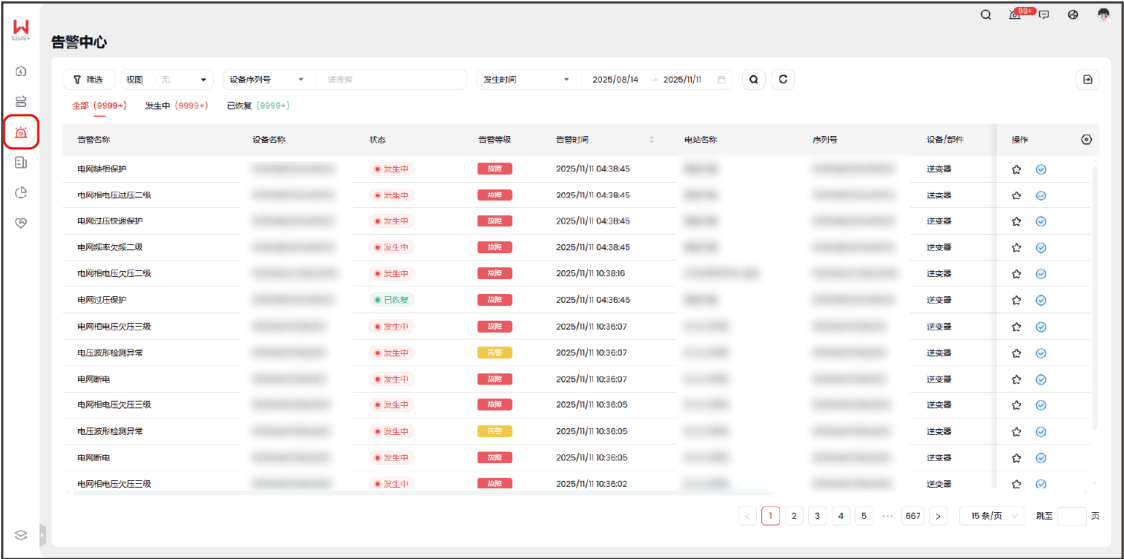 99+
SEMS+
告警中心
筛选 视图 无 设备序列号 请搜索 发生时间 2025/08/14 → 2025/11/11
全部 (9999+) 发生中 (9999+) 已恢复 (9999+)
告警名称 设备名称 状态 告警等级 告警时间 电站名称 序列号 设备/部件 操作
电网缺相保护 发生中 故障 2025/11/11 04:38:45 逆变器
电网相电压过压二级 发生中 故障 2025/11/11 04:38:45 逆变器
电网过压快速保护 发生中 故障 2025/11/11 04:38:45 逆变器
电网频率欠频二级 发生中 故障 2025/11/11 04:38:45 逆变器
电网相电压欠压二级 发生中 故障 2025/11/11 10:38:16 逆变器
电网过压保护 已恢复 故障 2025/11/11 04:36:45 逆变器
电网相电压欠压三级 发生中 故障 2025/11/11 10:36:07 逆变器
电压波形检测异常 发生中 告警 2025/11/11 10:36:07 逆变器
电网断电 发生中 故障 2025/11/11 10:36:07 逆变器
电网相电压欠压三级 发生中 故障 2025/11/11 10:36:05 逆变器
电压波形检测异常 发生中 告警 2025/11/11 10:36:05 逆变器
电网断电 发生中 故障 2025/11/11 10:36:05 逆变器
电网相电压欠压三级 发生中 故障 2025/11/11 10:36:02 逆变器
1 2 3 4 5 ••• 667 15 条/页 跳至 页